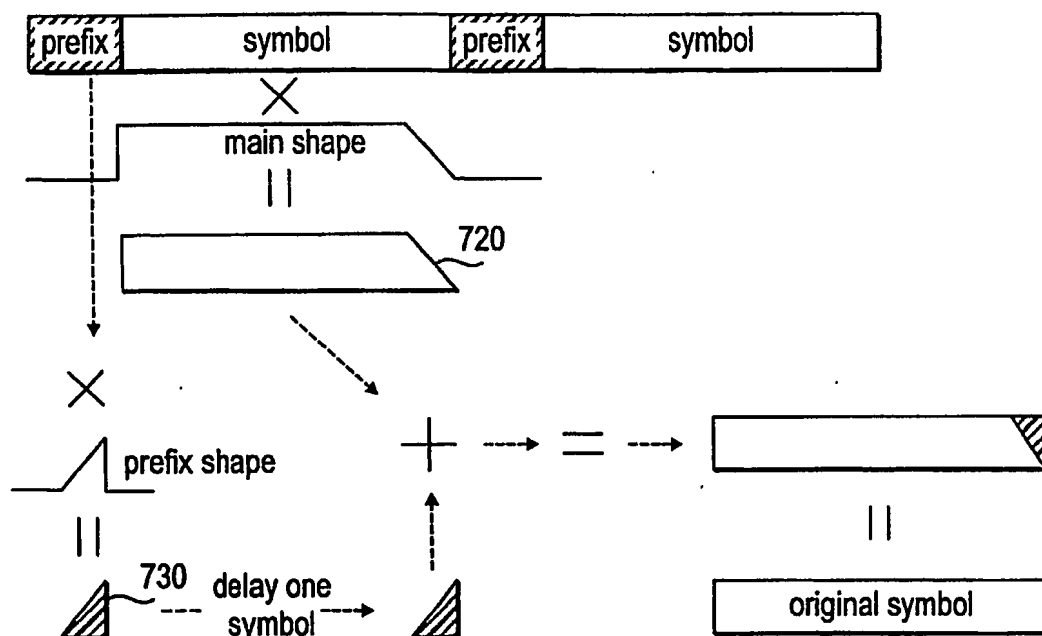 prefix symbol prefix symbol
main shape
720
prefix shape
730
delay one
symbol
original symbol